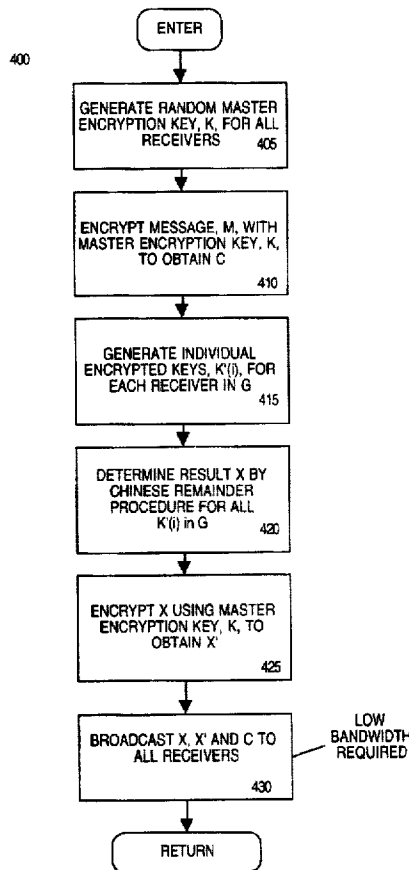 ENTER
400
GENERATE RANDOM MASTER
ENCRYPTION KEY, K, FOR ALL
RECEIVERS
405
ENCRYPT MESSAGE, M, WITH
MASTER ENCRYPTION KEY, K,
TO OBTAIN C
410
GENERATE INDIVIDUAL
ENCRYPTED KEYS, K'(i), FOR
EACH RECEIVER IN G
415
DETERMINE RESULT X BY
CHINESE REMAINDER
PROCEDURE FOR ALL
K'(i) in G
420
ENCRYPT X USING MASTER
ENCRYPTION KEY, K, TO
OBTAIN X'
425
BROADCAST X, X' AND C TO
ALL RECEIVERS
430
LOW
BANDWIDTH
REQUIRED
RETURN